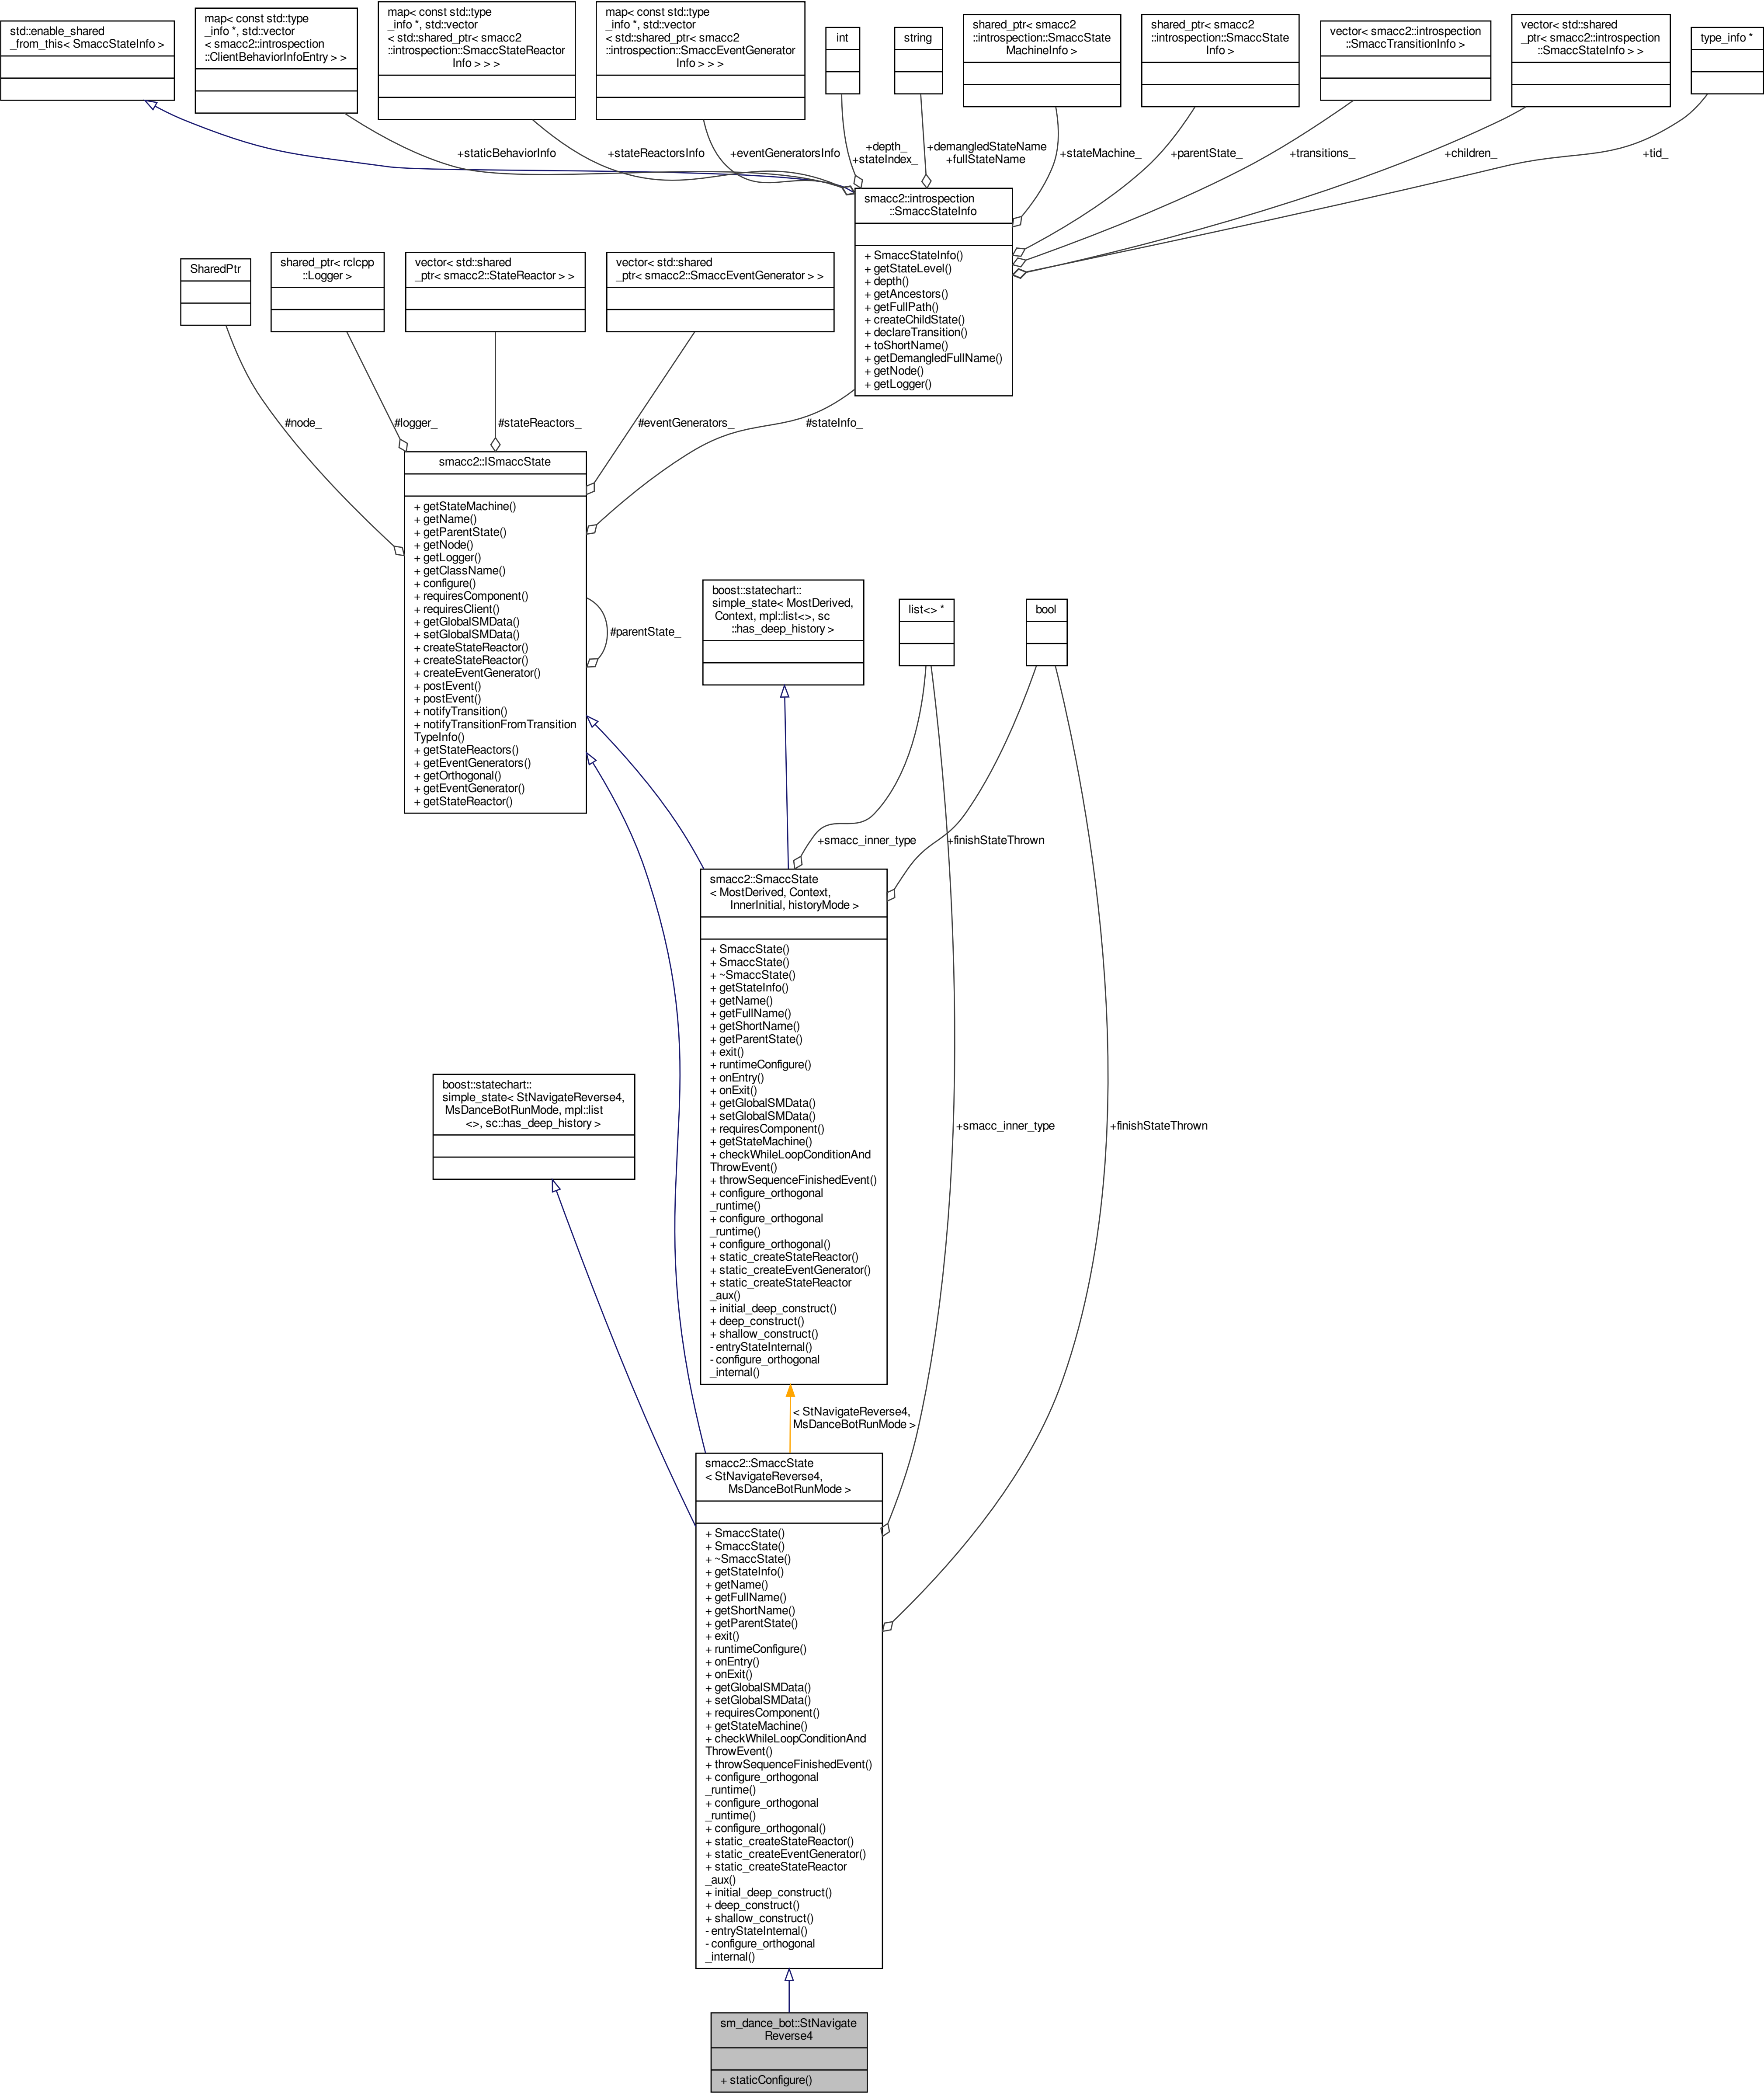 std::enable_shared
_from_this< SmaccStateInfo >
map< const std::type
_info *, std::vector
< smacc2::introspection
::ClientBehaviorInfoEntry > >
map< const std::type
_info *, std::vector
< std::shared_ptr< smacc2
::introspection::SmaccStateReactor
Info > > >
map< const std::type
_info *, std::vector
< std::shared_ptr< smacc2
::introspection::SmaccEventGenerator
Info > > >
int
string
shared_ptr< smacc2
::introspection::SmaccState
MachineInfo >
shared_ptr< smacc2
::introspection::SmaccState
Info >
vector< smacc2::introspection
::SmaccTransitionInfo >
vector< std::shared
_ptr< smacc2::introspection
::SmaccStateInfo > >
type_info *
+staticBehaviorInfo
+stateReactorsInfo
+eventGeneratorsInfo
+depth_
+stateIndex_
+demangledStateName
+fullStateName
+stateMachine_
+parentState_
+transitions_
+children_
+tid_
smacc2::introspection
::SmaccStateInfo
+ SmaccStateInfo()
+ getStateLevel()
+ depth()
+ getAncestors()
+ getFullPath()
+ createChildState()
+ declareTransition()
+ toShortName()
+ getDemangledFullName()
+ getNode()
+ getLogger()
SharedPtr
shared_ptr< rclcpp
::Logger >
vector< std::shared
_ptr< smacc2::StateReactor > >
vector< std::shared
_ptr< smacc2::SmaccEventGenerator > >
#node_
#logger_
#stateReactors_
#eventGenerators_
#stateInfo_
smacc2::ISmaccState
+ getStateMachine()
+ getName()
+ getParentState()
+ getNode()
+ getLogger()
+ getClassName()
+ configure()
+ requiresComponent()
+ requiresClient()
+ getGlobalSMData()
+ setGlobalSMData()
+ createStateReactor()
+ createStateReactor()
+ createEventGenerator()
+ postEvent()
+ postEvent()
+ notifyTransition()
+ notifyTransitionFromTransition
TypeInfo()
+ getStateReactors()
+ getEventGenerators()
+ getOrthogonal()
+ getEventGenerator()
+ getStateReactor()
#parentState_
boost::statechart::
simple_state< MostDerived,
Context, mpl::list<>, sc
::has_deep_history >
list<> *
bool
+smacc_inner_type
+finishStateThrown
smacc2::SmaccState
< MostDerived, Context,
InnerInitial, historyMode >
+ SmaccState()
+ SmaccState()
+ ~SmaccState()
+ getStateInfo()
+ getName()
+ getFullName()
+ getShortName()
+ getParentState()
+ exit()
+ runtimeConfigure()
+ onEntry()
+ onExit()
+ getGlobalSMData()
+ setGlobalSMData()
+ requiresComponent()
+ getStateMachine()
+ checkWhileLoopConditionAnd
ThrowEvent()
+ throwSequenceFinishedEvent()
+ configure_orthogonal
_runtime()
+ configure_orthogonal
_runtime()
+ configure_orthogonal()
+ static_createStateReactor()
+ static_createEventGenerator()
+ static_createStateReactor
_aux()
+ initial_deep_construct()
+ deep_construct()
+ shallow_construct()
- entryStateInternal()
- configure_orthogonal
_internal()
boost::statechart::
simple_state< StNavigateReverse4,
MsDanceBotRunMode, mpl::list
<>, sc::has_deep_history >
+smacc_inner_type
+finishStateThrown
< StNavigateReverse4,
MsDanceBotRunMode >
smacc2::SmaccState
< StNavigateReverse4,
MsDanceBotRunMode >
+ SmaccState()
+ SmaccState()
+ ~SmaccState()
+ getStateInfo()
+ getName()
+ getFullName()
+ getShortName()
+ getParentState()
+ exit()
+ runtimeConfigure()
+ onEntry()
+ onExit()
+ getGlobalSMData()
+ setGlobalSMData()
+ requiresComponent()
+ getStateMachine()
+ checkWhileLoopConditionAnd
ThrowEvent()
+ throwSequenceFinishedEvent()
+ configure_orthogonal
_runtime()
+ configure_orthogonal
_runtime()
+ configure_orthogonal()
+ static_createStateReactor()
+ static_createEventGenerator()
+ static_createStateReactor
_aux()
+ initial_deep_construct()
+ deep_construct()
+ shallow_construct()
- entryStateInternal()
- configure_orthogonal
_internal()
sm_dance_bot::StNavigate
Reverse4
+ staticConfigure()